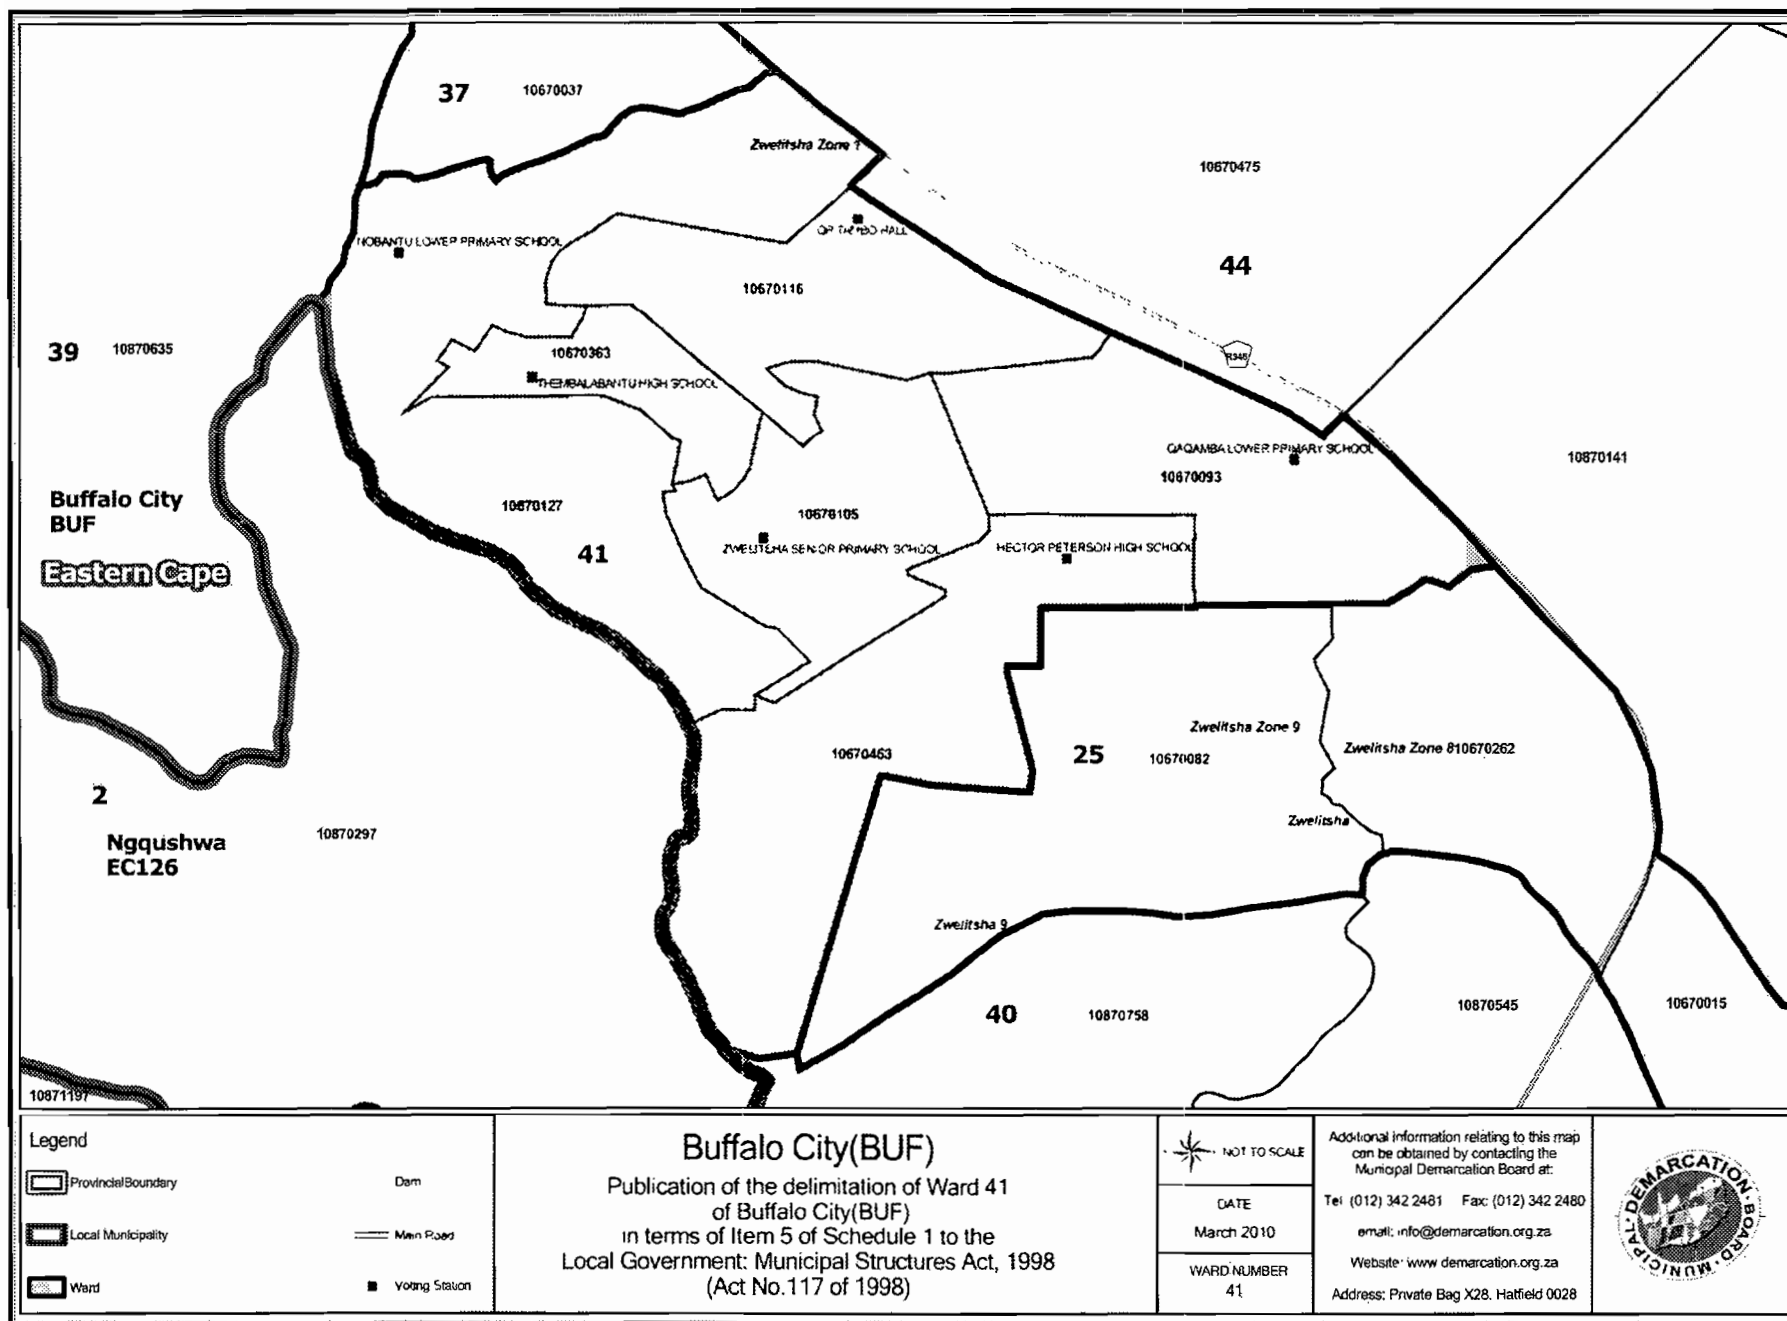 37
10670037
Zwelitsha Zone 7
10670475
NOBANTU LOWER PRIMARY SCHOOL
OR TAMBO HALL
44
10670116
39
10870635
10670363
R346
THEMBALABANTU HIGH SCHOOL
QAQAMBA LOWER PRIMARY SCHOOL
10870141
10670093
Buffalo City
BUF
10670127
10670105
41
ZWELITSHA SENIOR PRIMARY SCHOOL
HECTOR PETERSON HIGH SCHOOL
Eastern Cape
Zwelitsha Zone 9
25
10670463
10670082
Zwelitsha Zone 810670262
2
Zwelitsha
Ngqushwa
EC126
10870297
Zwelitsha 9
40
10870758
10870545
10670015
10871197
Legend
Provincial Boundary
Local Municipality
Ward
Dam
Main Road
Voting Station
Buffalo City(BUF)
Publication of the delimitation of Ward 41
of Buffalo City(BUF)
in terms of Item 5 of Schedule 1 to the
Local Government: Municipal Structures Act, 1998
(Act No.117 of 1998)
NOT TO SCALE
DATE
March 2010
WARD NUMBER
41
Additional information relating to this map
can be obtained by contacting the
Municipal Demarcation Board at:
Tel (012) 342 2481 Fax: (012) 342 2480
email: info@demarcation.org.za
Website: www.demarcation.org.za
Address: Private Bag X28, Hatfield 0028
MUNICIPAL DEMARCATION BOARD